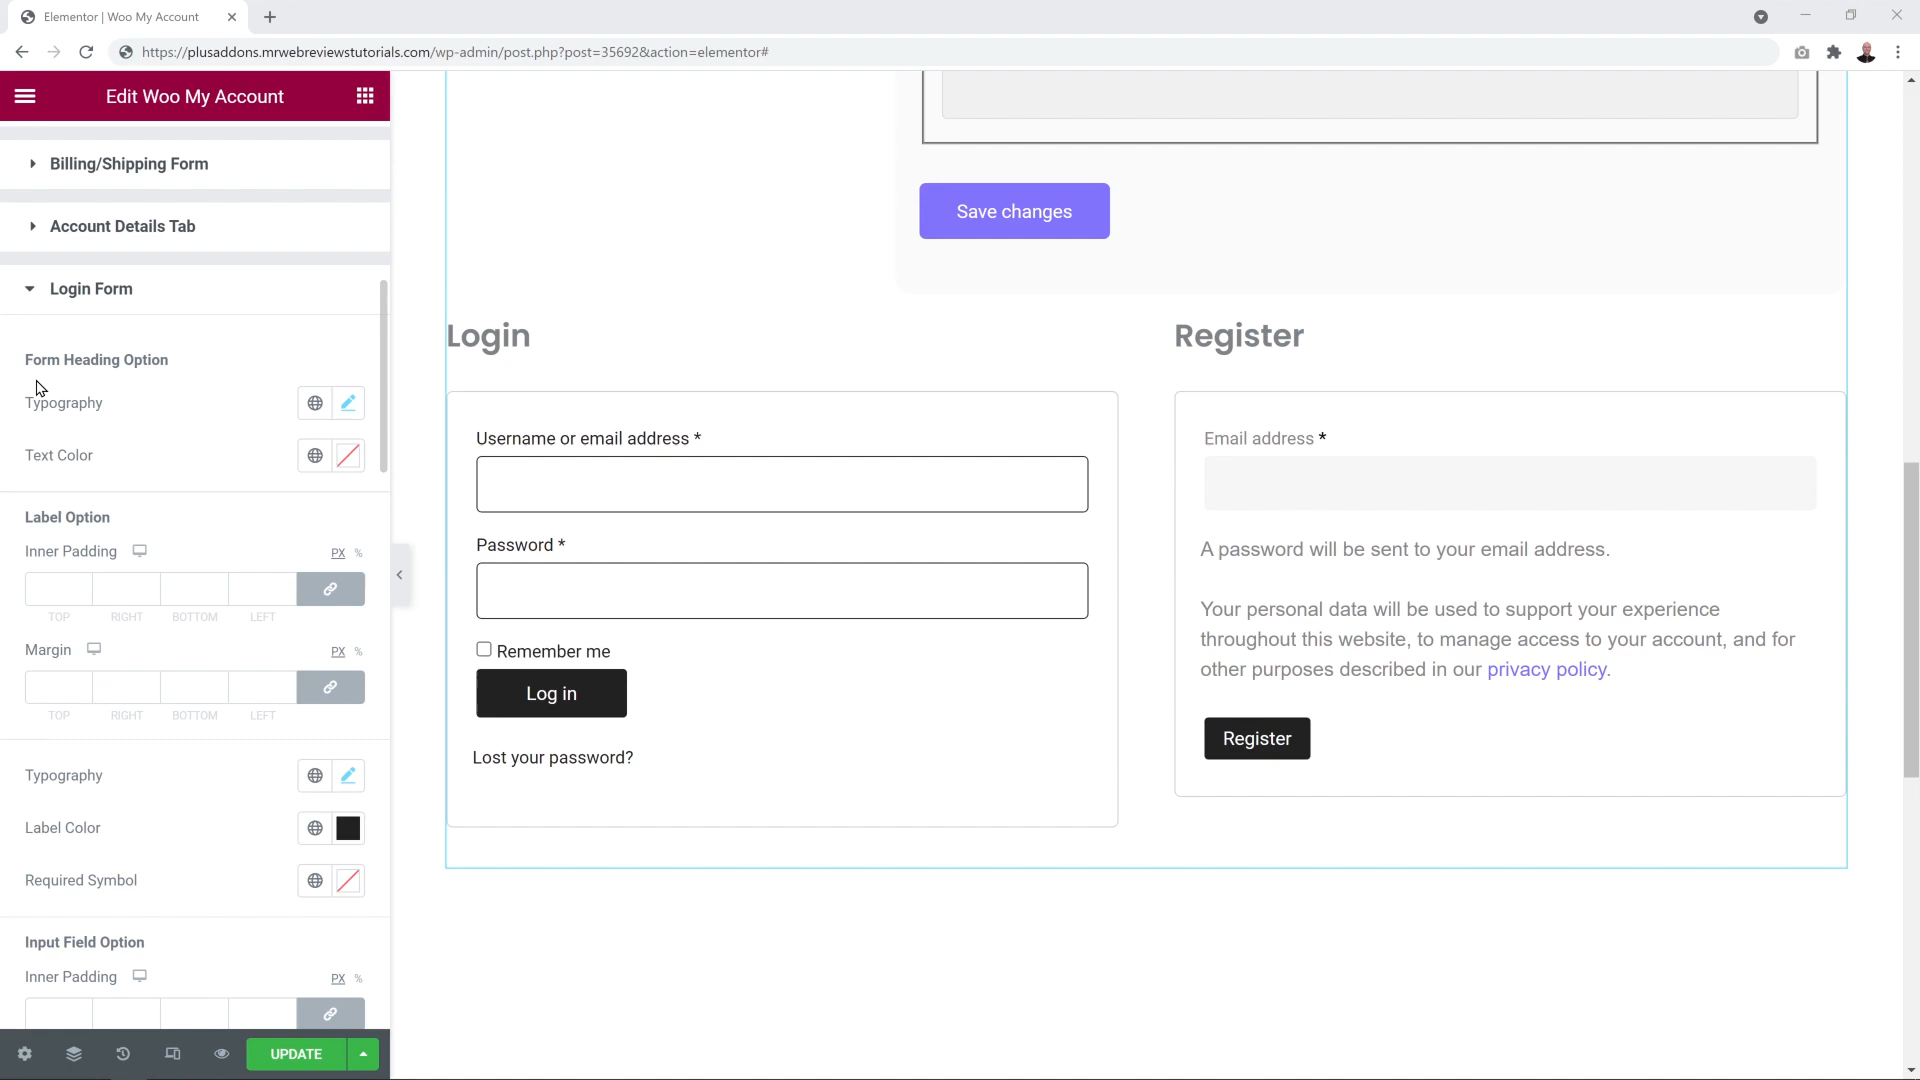 Elementor | Woo My Account
https://plusaddons.mrwebreviewstutorials.com/wp-admin/post.php?post=35692&action=elementor#
Edit Woo My Account
Billing/Shipping Form
Account Details Tab
Login Form
Form Heading Option
Typography
Text Color
Label Option
Inner Padding PX %
TOP RIGHT BOTTOM LEFT
Margin PX %
TOP RIGHT BOTTOM LEFT
Typography
Label Color
Required Symbol
Input Field Option
Inner Padding PX %
UPDATE
Save changes
Login
Username or email address *
Password *
Remember me
Log in
Lost your password?
Register
Email address *
A password will be sent to your email address.
Your personal data will be used to support your experience
throughout this website, to manage access to your account, and for
other purposes described in our privacy policy.
Register